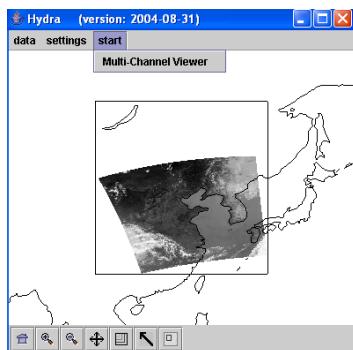 Hydra (version: 2004-08-31)
data settings start
Multi-Channel Viewer